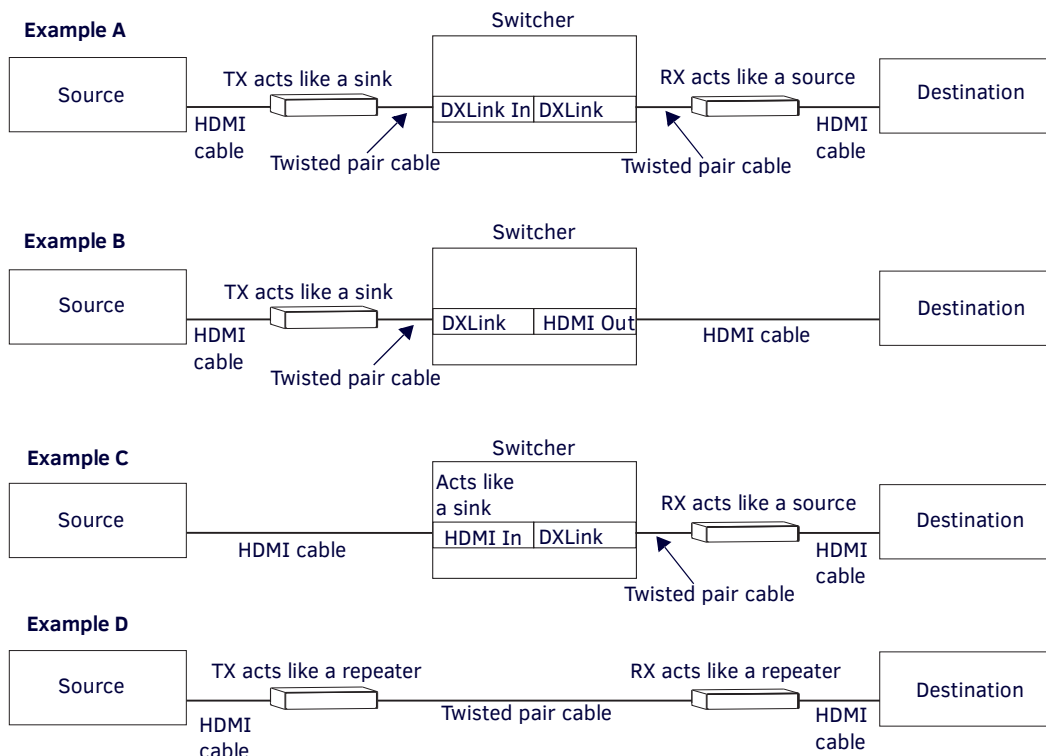 Example A
Switcher
Source
TX acts like a sink
RX acts like a source
Destination
DXLink In
DXLink
HDMI
cable
Twisted pair cable
Twisted pair cable
HDMI
cable
Example B
Switcher
Source
TX acts like a sink
Destination
DXLink
HDMI Out
HDMI
cable
Twisted pair cable
HDMI cable
Example C
Switcher
Source
Acts like
a sink
RX acts like a source
Destination
HDMI In
DXLink
HDMI cable
Twisted pair cable
HDMI
cable
Example D
Source
TX acts like a repeater
RX acts like a repeater
Destination
HDMI
cable
Twisted pair cable
HDMI
cable